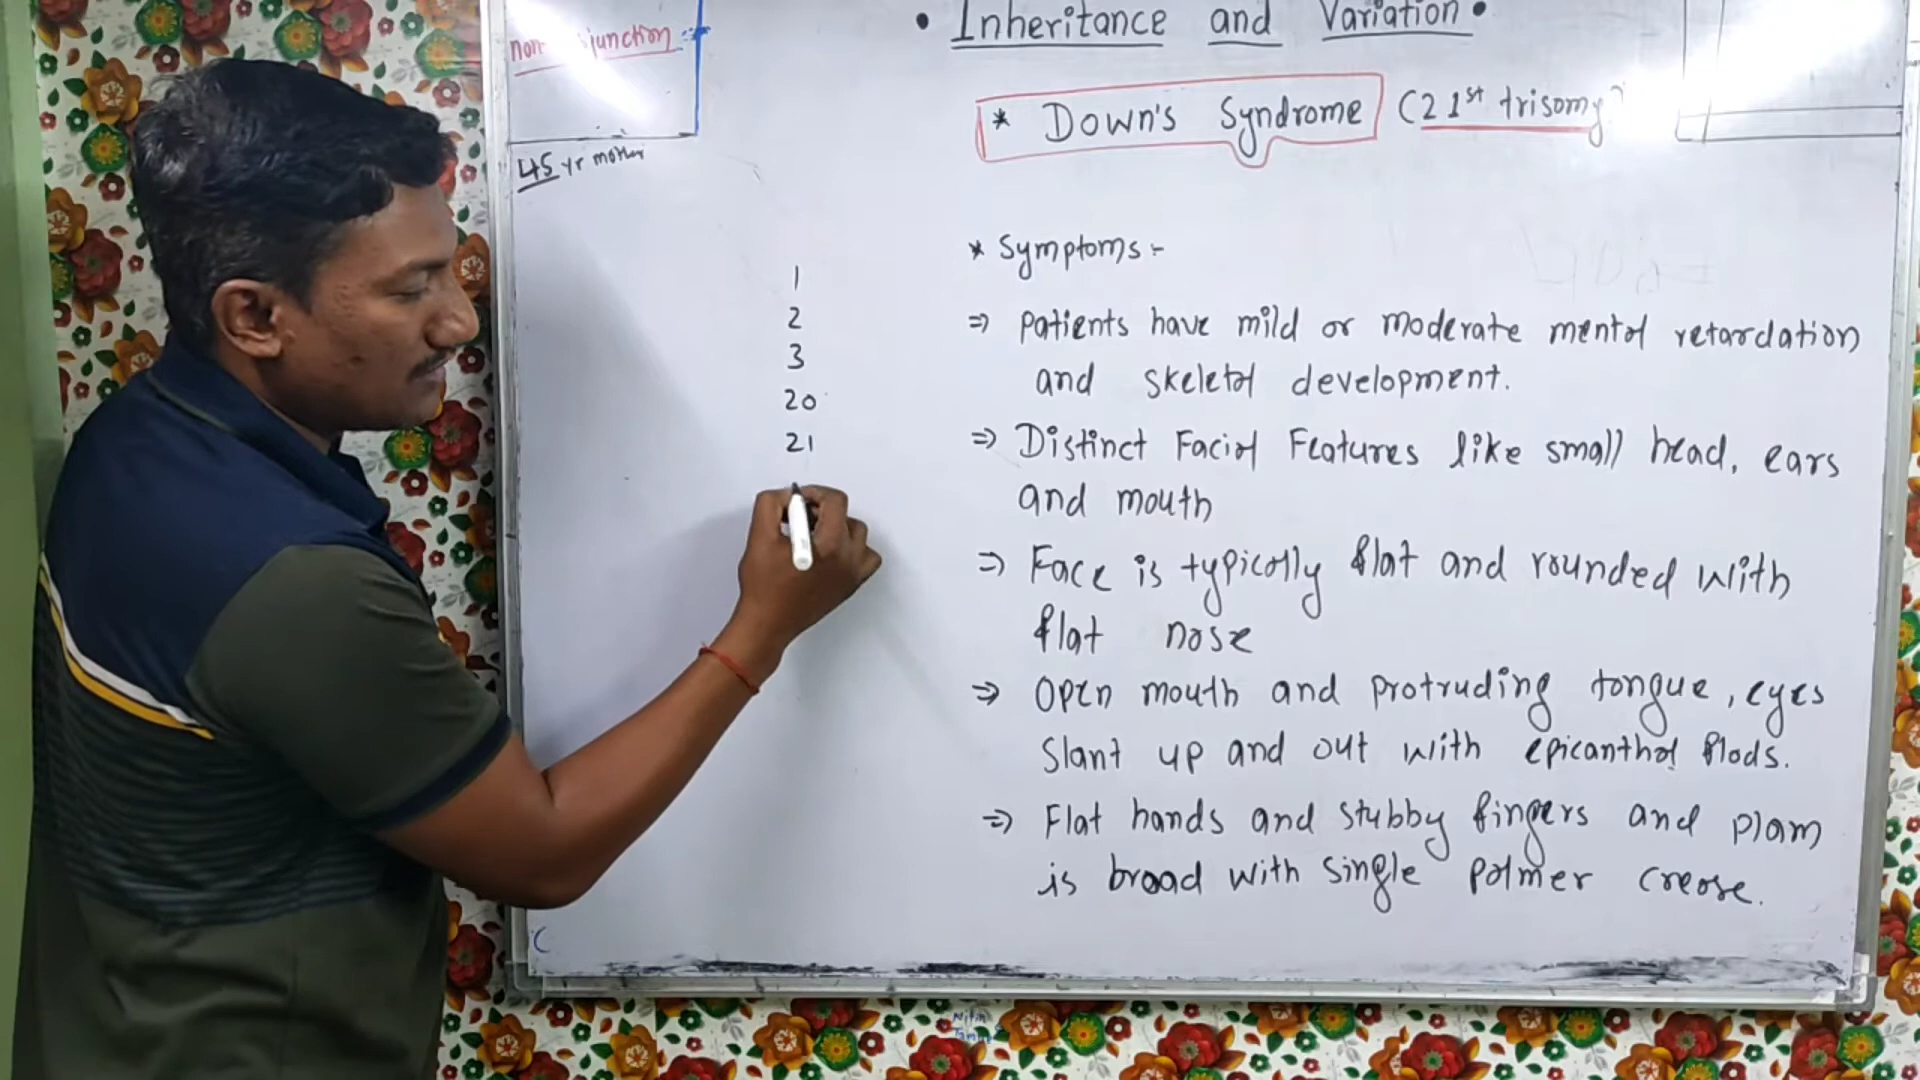 • Inheritance and Variation •
non junction
* Down's Syndrome (21st trisomy)
45 yr mother
* Symptoms :-
1
2
3
20
21
⇒ Patients have mild or moderate mental retardation
and skeletal development.
⇒ Distinct Facial Features like small head, ears
and mouth
⇒ Face is typically flat and rounded with
flat nose
⇒ Open mouth and protruding tongue, eyes
Slant up and out with epicanthal flods.
⇒ Flat hands and stubby fingers and plam
is broad with single palmer crease.
C